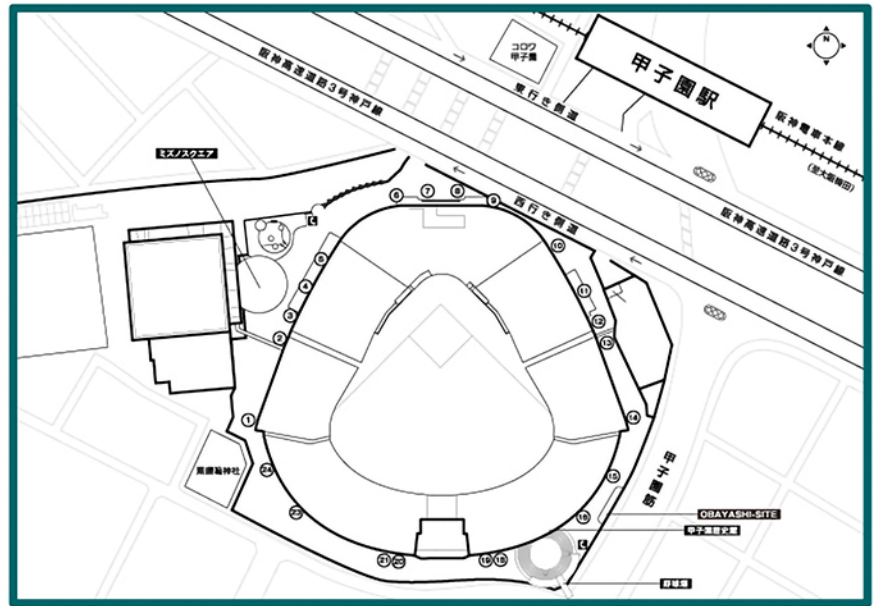 コロワ
甲子園
甲子園駅
N
阪神高速道路3号神戸線
→
東行き側道
→
阪神電車本線
(至大阪梅田)
ミズノスクエア
←
西行き側道
阪神高速道路3号神戸線
←
6
7
8
9
5
10
4
11
3
12
2
13
1
14
24
素盞嗚神社
15
甲子園筋
23
16
OBAYASHI-SITE
甲子園歴史館
21
20
19
18
野球塔